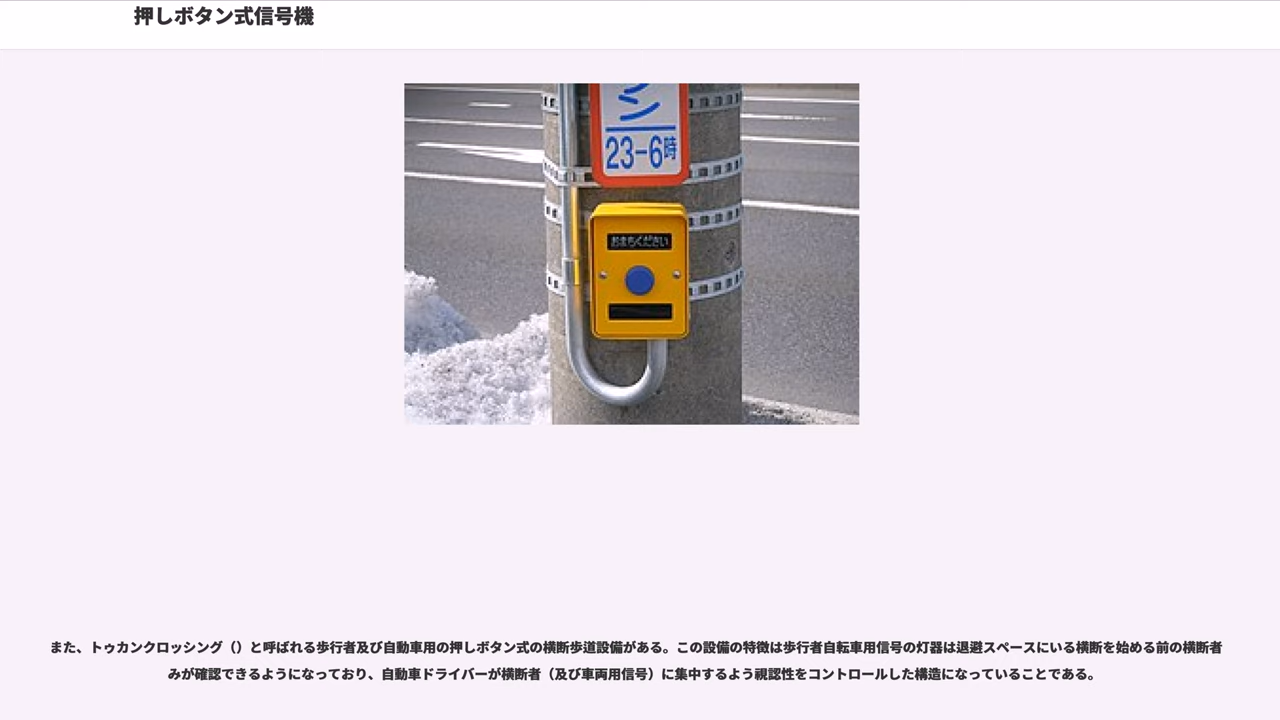 押しボタン式信号機
ン
23-6時
おまちください
また、トゥカンクロッシング（）と呼ばれる歩行者及び自動車用の押しボタン式の横断歩道設備がある。この設備の特徴は歩行者自転車用信号の灯器は退避スペースにいる横断を始める前の横断者
みが確認できるようになっており、自動車ドライバーが横断者（及び車両用信号）に集中するよう視認性をコントロールした構造になっていることである。